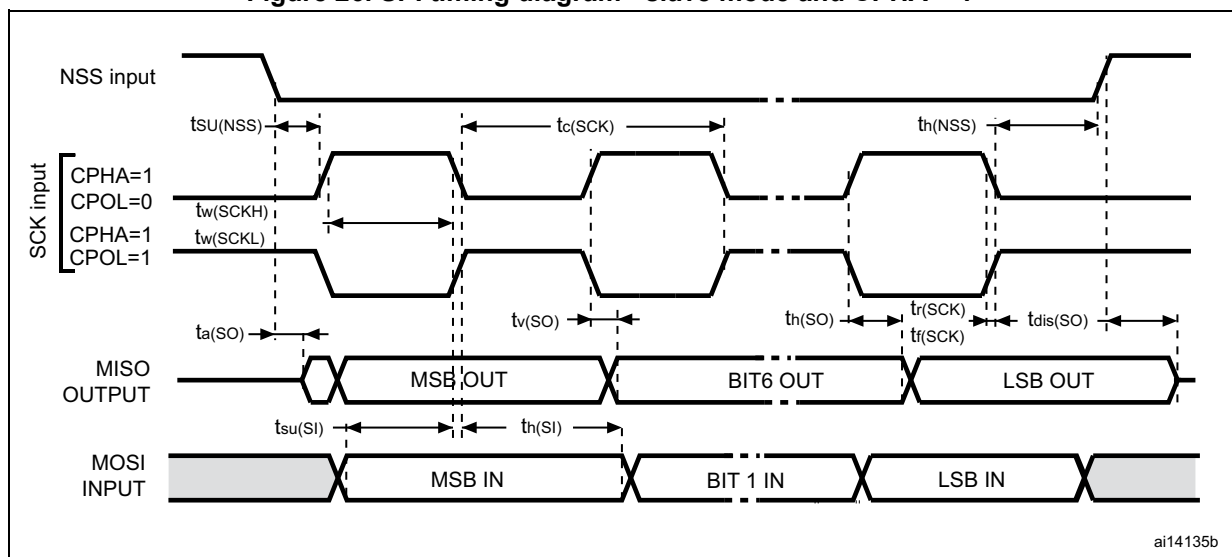 NSS input
tSU(NSS)
tc(SCK)
th(NSS)
SCK input
CPHA=1
CPOL=0
tw(SCKH)
CPHA=1
tw(SCKL)
CPOL=1
ta(SO)
tv(SO)
th(SO)
tr(SCK)
tf(SCK)
tdis(SO)
MISO
OUTPUT
MSB OUT
BIT6 OUT
LSB OUT
tsu(SI)
th(SI)
MOSI
INPUT
MSB IN
BIT 1 IN
LSB IN
ai14135b